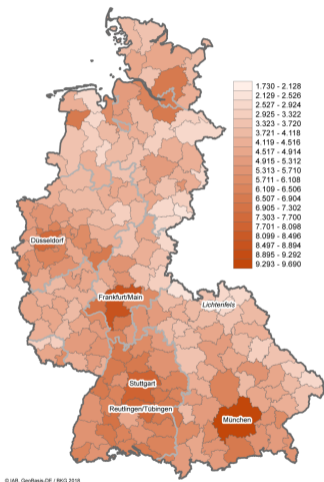 1.730 - 2.128
2.129 - 2.526
2.527 - 2.924
2.925 - 3.322
3.323 - 3.720
3.721 - 4.118
4.119 - 4.516
4.517 - 4.914
4.915 - 5.312
5.313 - 5.710
5.711 - 6.108
6.109 - 6.506
6.507 - 6.904
6.905 - 7.302
7.303 - 7.700
7.701 - 8.098
8.099 - 8.496
8.497 - 8.894
8.895 - 9.292
9.293 - 9.690
Düsseldorf
Frankfurt/Main
Lichtenfels
Stuttgart
Reutlingen/Tübingen
München
© IAB, GeoBasis-DE / BKG 2016